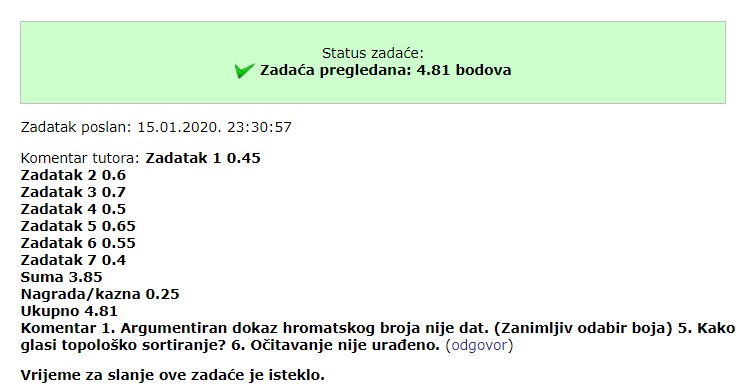 Status zadaće:
Zadaća pregledana: 4.81 bodova
Zadatak poslan: 15.01.2020. 23:30:57
Komentar tutora: Zadatak 1 0.45
Zadatak 2 0.6
Zadatak 3 0.7
Zadatak 4 0.5
Zadatak 5 0.65
Zadatak 6 0.55
Zadatak 7 0.4
Suma 3.85
Nagrada/kazna 0.25
Ukupno 4.81
Komentar 1. Argumentiran dokaz hromatskog broja nije dat. (Zanimljiv odabir boja) 5. Kako
glasi topološko sortiranje? 6. Očitavanje nije urađeno. (odgovor)
Vrijeme za slanje ove zadaće je isteklo.